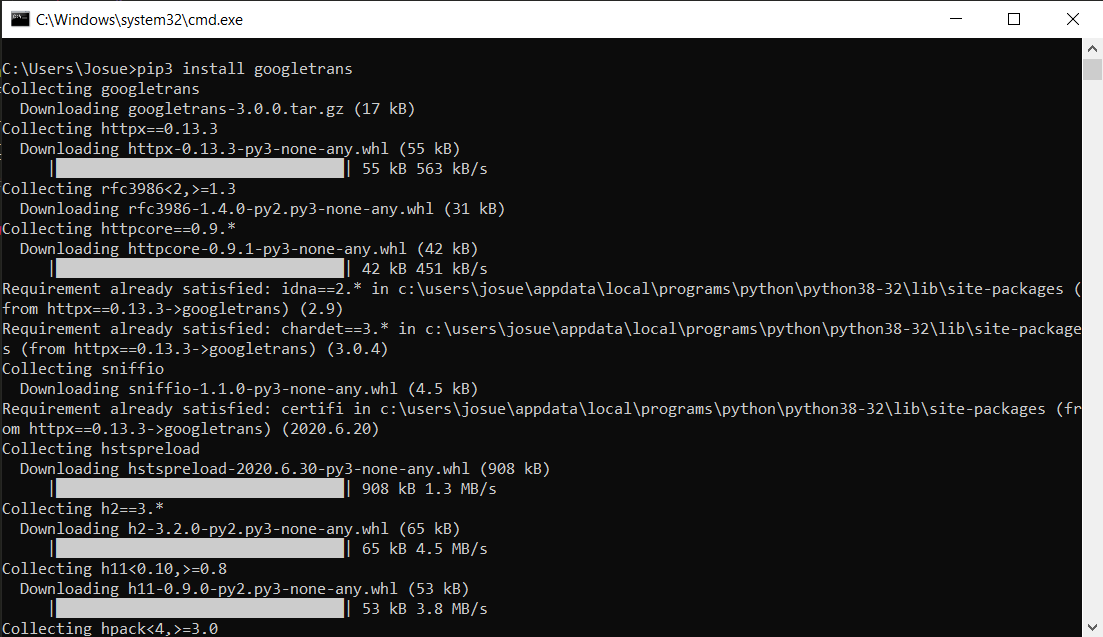 C:\Windows\system32\cmd.exe
C:\Users\Josue>pip3 install googletrans
Collecting googletrans
  Downloading googletrans-3.0.0.tar.gz (17 kB)
Collecting httpx==0.13.3
  Downloading httpx-0.13.3-py3-none-any.whl (55 kB)
     |                                | 55 kB 563 kB/s
Collecting rfc3986<2,>=1.3
  Downloading rfc3986-1.4.0-py2.py3-none-any.whl (31 kB)
Collecting httpcore==0.9.*
  Downloading httpcore-0.9.1-py3-none-any.whl (42 kB)
     |                                | 42 kB 451 kB/s
Requirement already satisfied: idna==2.* in c:\users\josue\appdata\local\programs\python\python38-32\lib\site-packages (
from httpx==0.13.3->googletrans) (2.9)
Requirement already satisfied: chardet==3.* in c:\users\josue\appdata\local\programs\python\python38-32\lib\site-package
s (from httpx==0.13.3->googletrans) (3.0.4)
Collecting sniffio
  Downloading sniffio-1.1.0-py3-none-any.whl (4.5 kB)
Requirement already satisfied: certifi in c:\users\josue\appdata\local\programs\python\python38-32\lib\site-packages (fr
om httpx==0.13.3->googletrans) (2020.6.20)
Collecting hstspreload
  Downloading hstspreload-2020.6.30-py3-none-any.whl (908 kB)
     |                                | 908 kB 1.3 MB/s
Collecting h2==3.*
  Downloading h2-3.2.0-py2.py3-none-any.whl (65 kB)
     |                                | 65 kB 4.5 MB/s
Collecting h11<0.10,>=0.8
  Downloading h11-0.9.0-py2.py3-none-any.whl (53 kB)
     |                                | 53 kB 3.8 MB/s
Collecting hpack<4,>=3.0